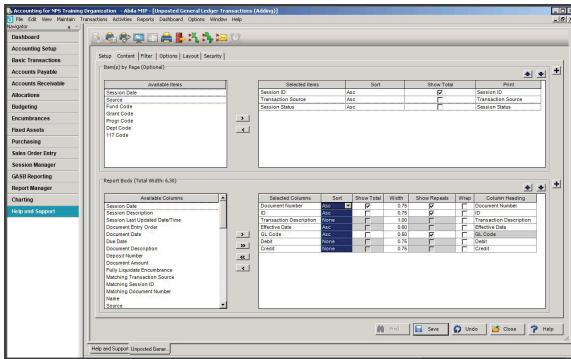 Accounting for NPS Training Organization - Abila MIP - [Unposted General Ledger Transactions (Adding)]
File Edit View Maintain Transactions Activities Reports Dashboard Options Window Help
Navigator
Dashboard
Accounting Setup
Basic Transactions
Accounts Payable
Accounts Receivable
Allocations
Budgeting
Encumbrances
Fixed Assets
Purchasing
Sales Order Entry
Session Manager
GASB Reporting
Report Manager
Charting
Help and Support
Setup Content Filter Options Layout Security
Item(s) by Page (Optional)
Available Items
Session Date
Source
Fund Code
Grant Code
Progr Code
Dept Code
117 Code
Selected Items Sort Show Total Print
Session ID Asc Session ID
Transaction Source Asc Transaction Source
Session Status Asc Session Status
Report Body (Total Width: 6.30)
Available Columns
Session Date
Session Description
Session Last Updated Date/Time
Document Entry Order
Document Date
Due Date
Document Description
Deposit Number
Document Amount
Fully Liquidate Encumbrance
Matching Transaction Source
Matching Session ID
Matching Document Number
Name
Source
Selected Columns Sort Show Total Width Show Repeats Wrap Column Heading
Document Number Asc 0.75 Document Number
ID Asc 0.75 ID
Transaction Description None 1.00 Transaction Description
Effective Date Asc 0.60 Effective Date
GL Code Asc 0.50 GL Code
Debit None 0.75 Debit
Credit None 0.75 Credit
Find Save Undo Close Help
Help and Support Unposted Gener...